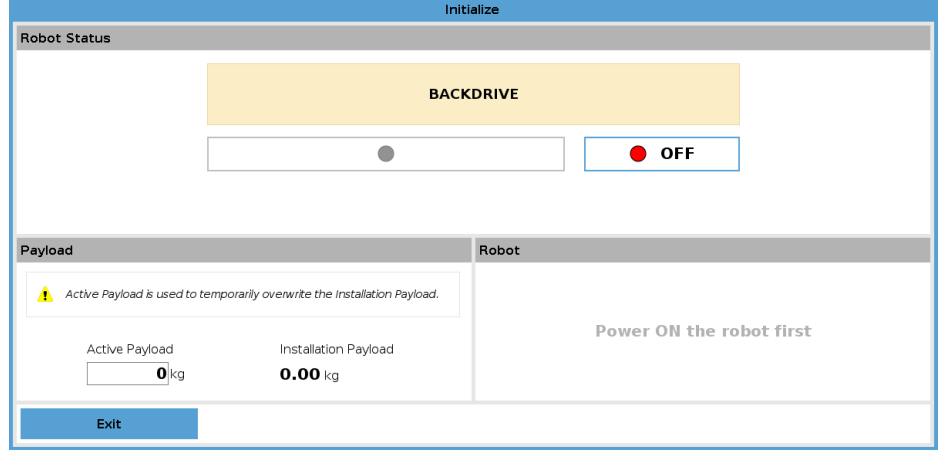 Initialize
Robot Status
BACKDRIVE
OFF
Payload
Active Payload is used to temporarily overwrite the Installation Payload.
Active Payload
Installation Payload
0 kg
0.00 kg
Robot
Power ON the robot first
Exit